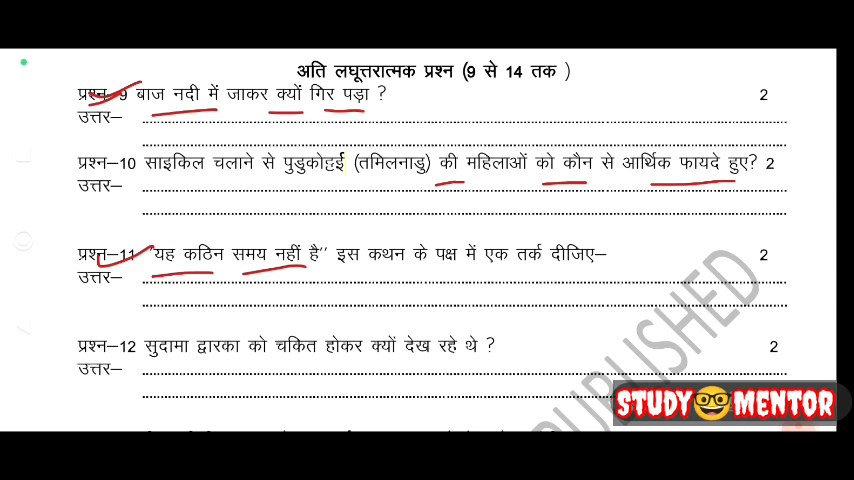 अति लघूत्तरात्मक प्रश्न (9 से 14 तक )
प्रश्न–9 बाज नदी में जाकर क्यों गिर पड़ा ? 2
उत्तर–
प्रश्न–10 साइकिल चलाने से पुडुकोट्टई (तमिलनाडु) की महिलाओं को कौन से आर्थिक फायदे हुए? 2
उत्तर–
प्रश्न–11 "यह कठिन समय नहीं है'' इस कथन के पक्ष में एक तर्क दीजिए– 2
उत्तर–
प्रश्न–12 सुदामा द्वारका को चकित होकर क्यों देख रहे थे ? 2
उत्तर–
PUBLISHED
STUDY MENTOR